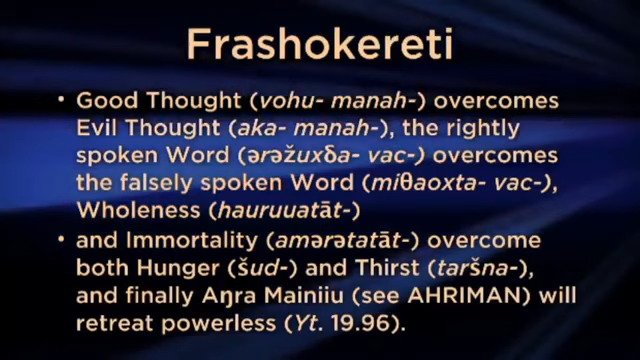 Frashokereti
• Good Thought (vohu- manah-) overcomes
Evil Thought (aka- manah-), the rightly
spoken Word (ərəžuxδa- vac-) overcomes
the falsely spoken Word (miθaoxta- vac-),
Wholeness (hauruuatāt-)
• and Immortality (amərətatāt-) overcome
both Hunger (šud-) and Thirst (taršna-),
and finally Aŋra Mainiiu (see AHRIMAN) will
retreat powerless (Yt. 19.96).